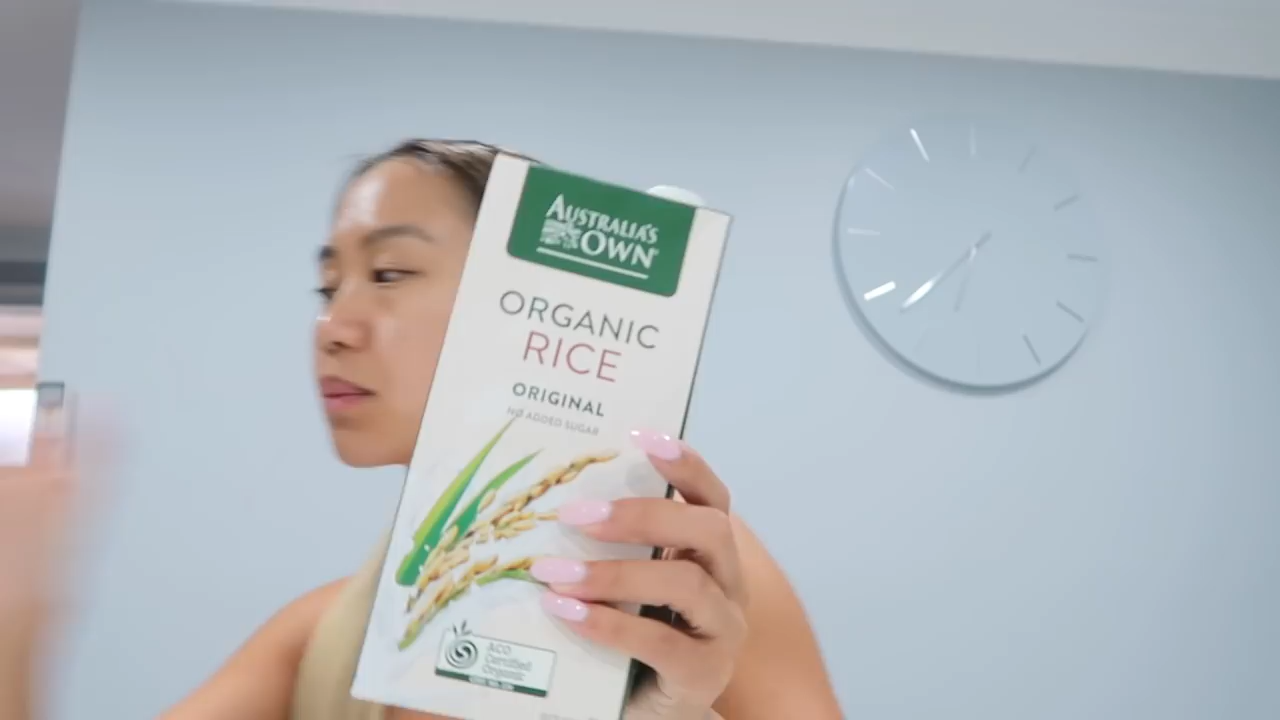 AUSTRALIA'S
OWN
ORGANIC
RICE
ORIGINAL
NO ADDED SUGAR
ACO
Certified
Organic